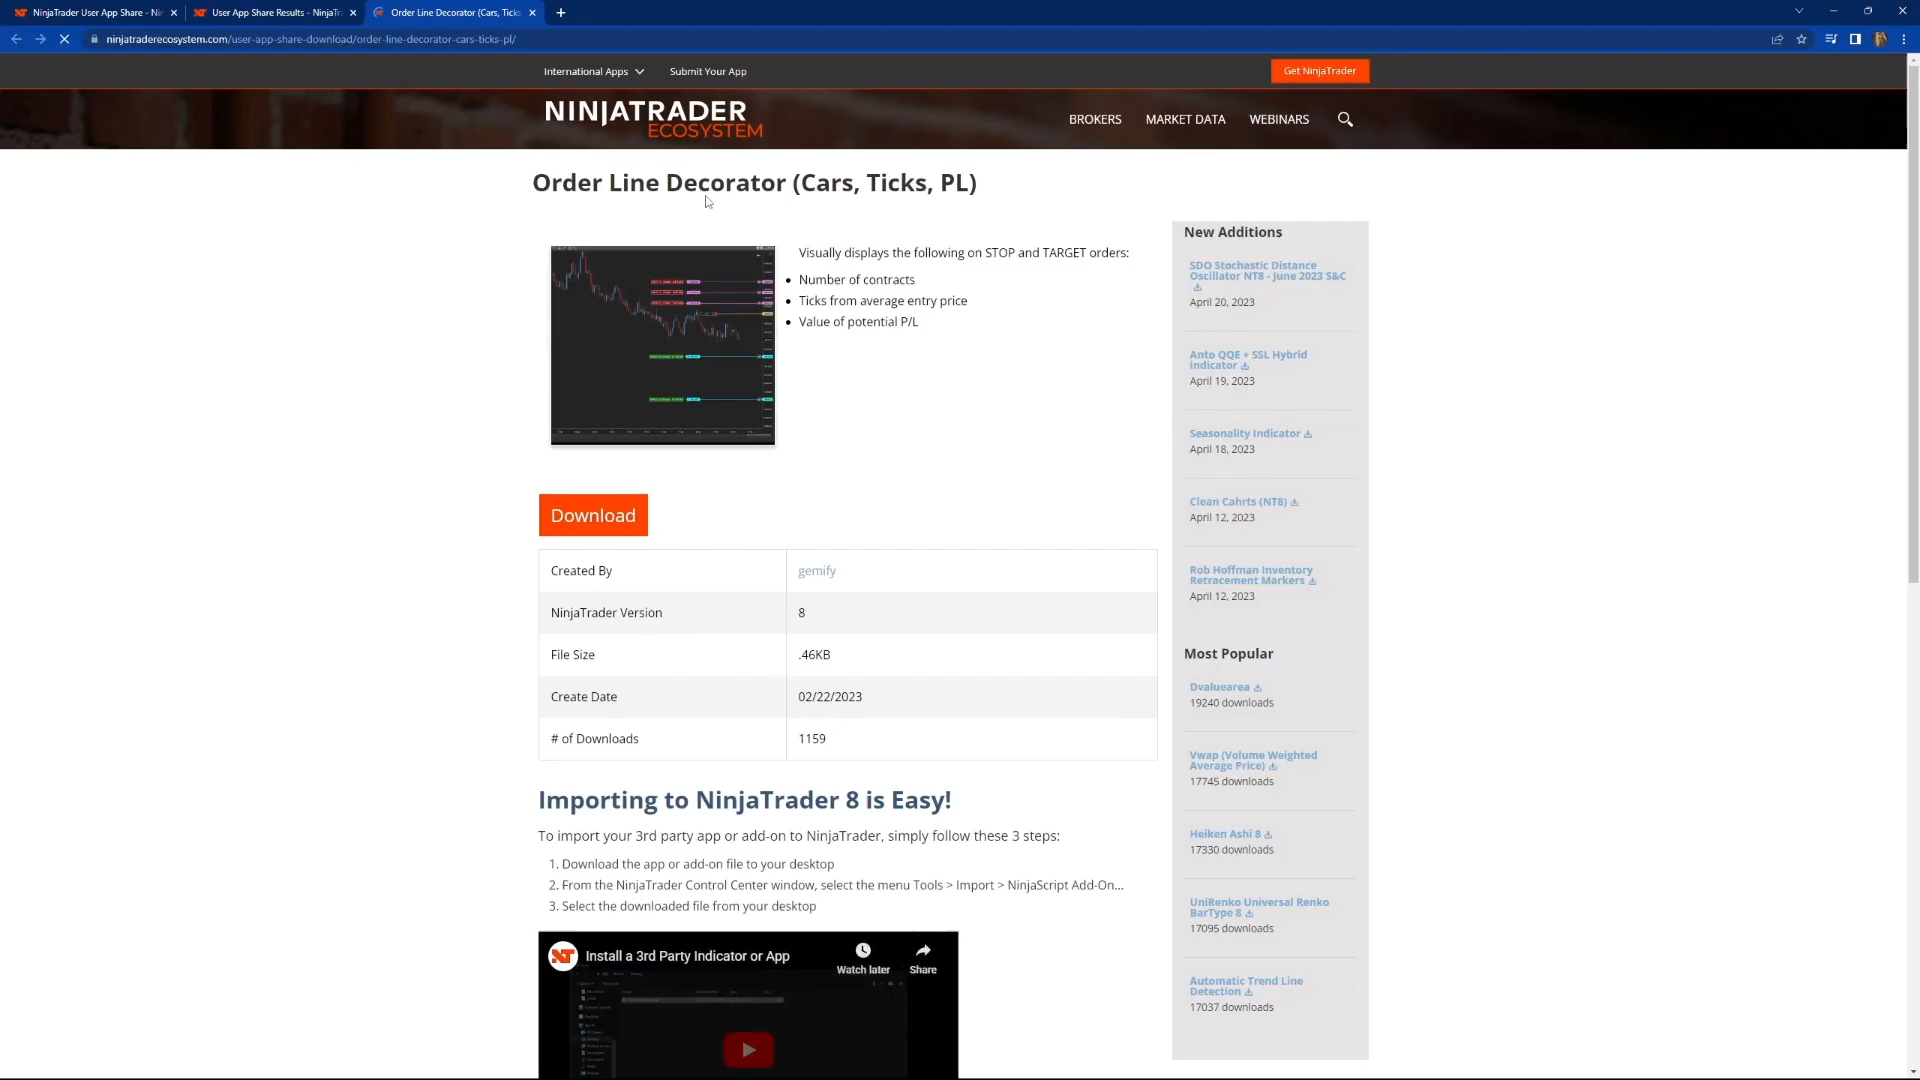 NinjaTrader User App Share - Nin
User App Share Results - NinjaTr
Order Line Decorator (Cars, Ticks
ninjatraderecosystem.com/user-app-share-download/order-line-decorator-cars-ticks-pl/
International Apps
Submit Your App
Get NinjaTrader
NINJATRADER
ECOSYSTEM
BROKERS
MARKET DATA
WEBINARS
Order Line Decorator (Cars, Ticks, PL)
Visually displays the following on STOP and TARGET orders:
• Number of contracts
• Ticks from average entry price
• Value of potential P/L
Download
Created By gemify
NinjaTrader Version 8
File Size .46KB
Create Date 02/22/2023
# of Downloads 1159
Importing to NinjaTrader 8 is Easy!
To import your 3rd party app or add-on to NinjaTrader, simply follow these 3 steps:
1. Download the app or add-on file to your desktop
2. From the NinjaTrader Control Center window, select the menu Tools > Import > NinjaScript Add-On...
3. Select the downloaded file from your desktop
Install a 3rd Party Indicator or App
Watch later
Share
New Additions
SDO Stochastic Distance
Oscillator NT8 - June 2023 S&C
April 20, 2023
Anto QQE + SSL Hybrid
indicator
April 19, 2023
Seasonality Indicator
April 18, 2023
Clean Cahrts (NT8)
April 12, 2023
Rob Hoffman Inventory
Retracement Markers
April 12, 2023
Most Popular
Dvaluearea
19240 downloads
Vwap (Volume Weighted
Average Price)
17745 downloads
Heiken Ashi 8
17330 downloads
UniRenko Universal Renko
BarType 8
17095 downloads
Automatic Trend Line
Detection
17037 downloads